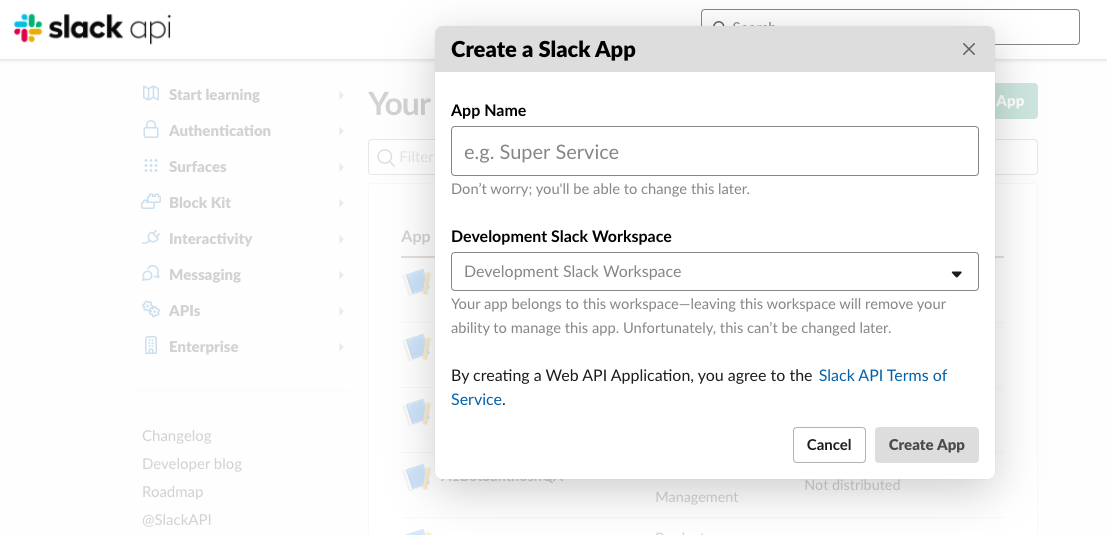 slack api
Search
Create a Slack App
Start learning
Your
App
App Name
Authentication
e.g. Super Service
Filter
Surfaces
Don't worry; you'll be able to change this later.
Block Kit
App
Development Slack Workspace
Interactivity
Development Slack Workspace
Messaging
Your app belongs to this workspace—leaving this workspace will remove your
APIs
ability to manage this app. Unfortunately, this can't be changed later.
Enterprise
By creating a Web API Application, you agree to the Slack API Terms of
Service.
Changelog
Cancel
Create App
Developer blog
Roadmap
Management
Not distributed
@SlackAPI